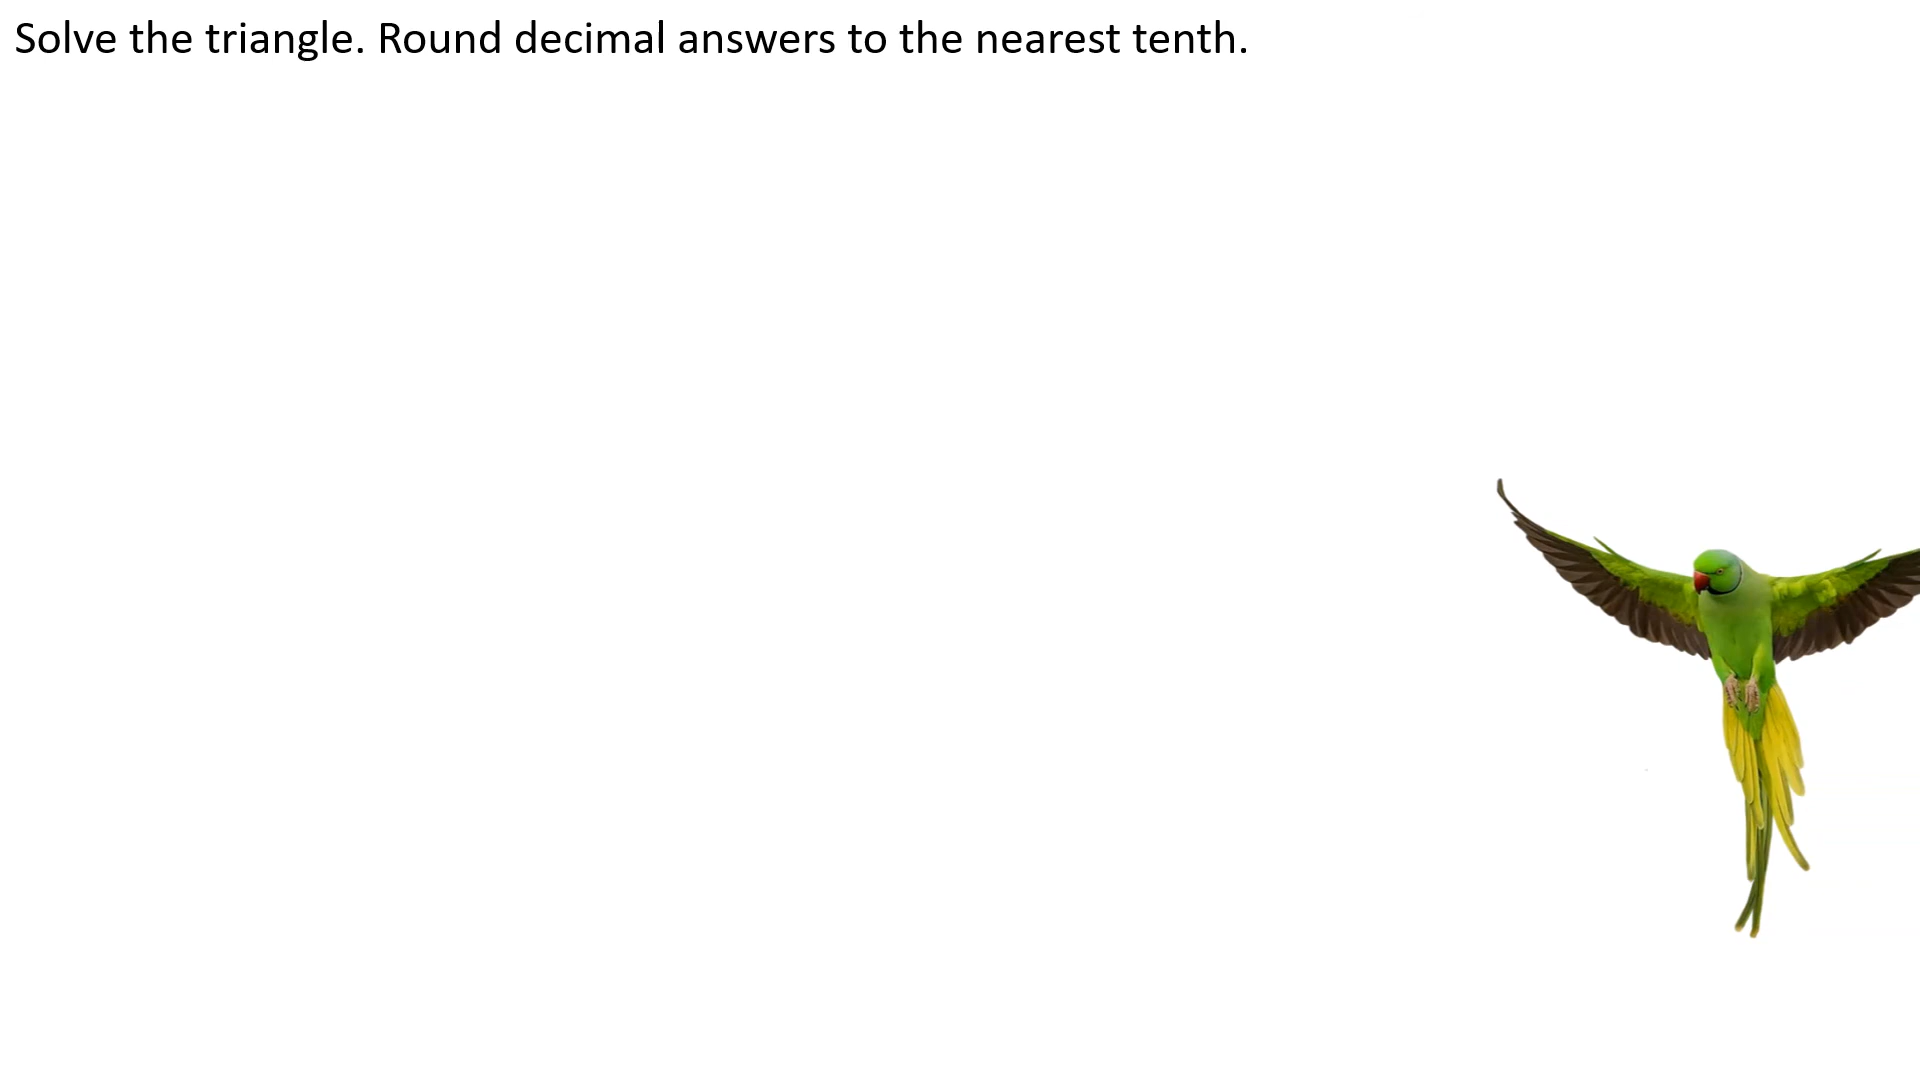 Solve the triangle. Round decimal answers to the nearest tenth.